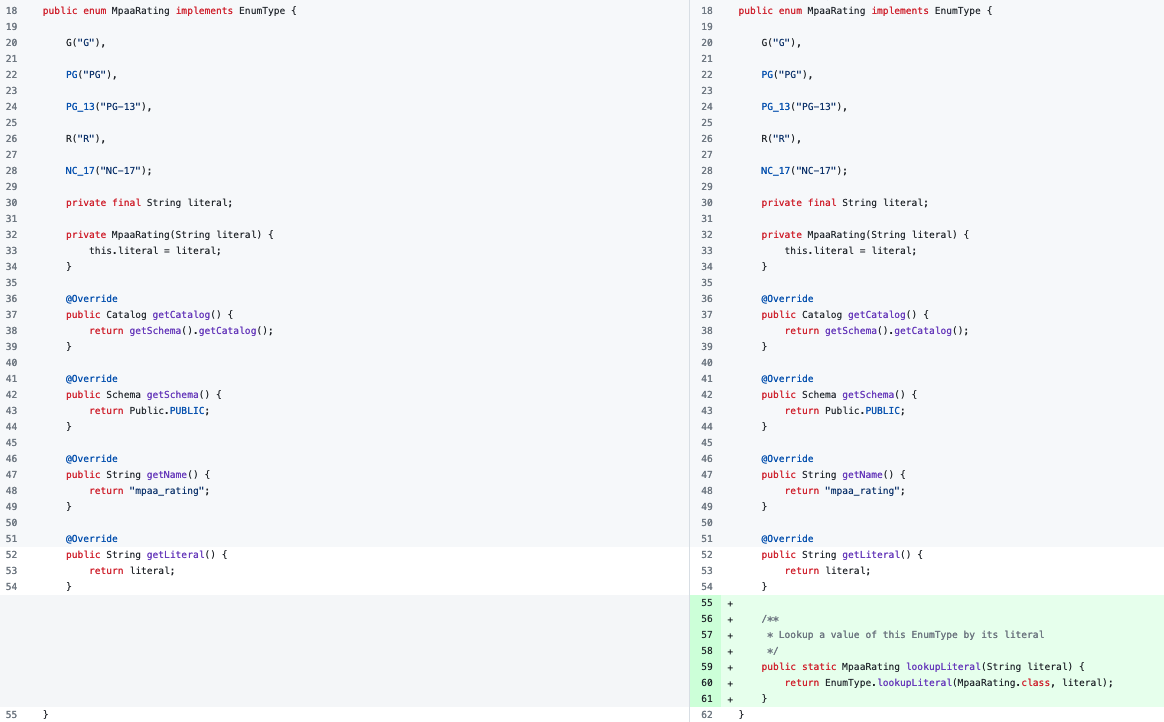 18 public enum MpaaRating implements EnumType {
19
20 G("G"),
21
22 PG("PG"),
23
24 PG_13("PG-13"),
25
26 R("R"),
27
28 NC_17("NC-17");
29
30 private final String literal;
31
32 private MpaaRating(String literal) {
33 this.literal = literal;
34 }
35
36 @Override
37 public Catalog getCatalog() {
38 return getSchema().getCatalog();
39 }
40
41 @Override
42 public Schema getSchema() {
43 return Public.PUBLIC;
44 }
45
46 @Override
47 public String getName() {
48 return "mpaa_rating";
49 }
50
51 @Override
52 public String getLiteral() {
53 return literal;
54 }
55 }
18 public enum MpaaRating implements EnumType {
19
20 G("G"),
21
22 PG("PG"),
23
24 PG_13("PG-13"),
25
26 R("R"),
27
28 NC_17("NC-17");
29
30 private final String literal;
31
32 private MpaaRating(String literal) {
33 this.literal = literal;
34 }
35
36 @Override
37 public Catalog getCatalog() {
38 return getSchema().getCatalog();
39 }
40
41 @Override
42 public Schema getSchema() {
43 return Public.PUBLIC;
44 }
45
46 @Override
47 public String getName() {
48 return "mpaa_rating";
49 }
50
51 @Override
52 public String getLiteral() {
53 return literal;
54 }
55 +
56 + /**
57 + * Lookup a value of this EnumType by its literal
58 + */
59 + public static MpaaRating lookupLiteral(String literal) {
60 + return EnumType.lookupLiteral(MpaaRating.class, literal);
61 + }
62 }